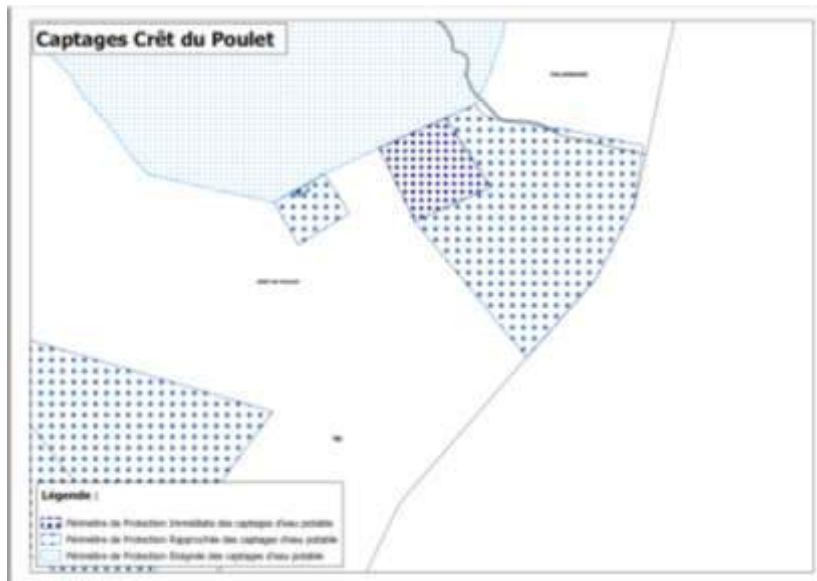 Captages Crêt du Poulet
Légende :
Périmètre de Protection Immédiate des captages d'eau potable
Périmètre de Protection Rapprochée des captages d'eau potable
Périmètre de Protection Eloignée des captages d'eau potable